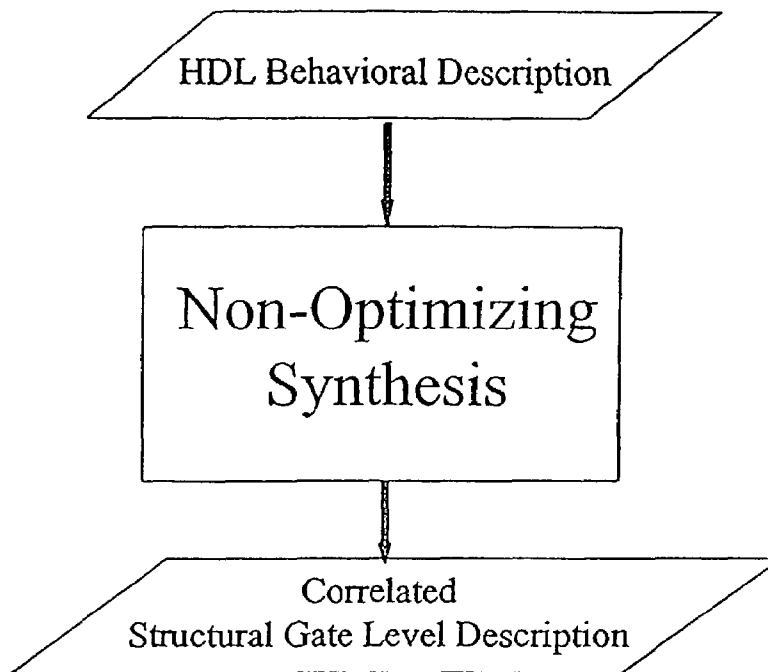 HDL Behavioral Description
Non-Optimizing
Synthesis
Correlated
Structural Gate Level Description